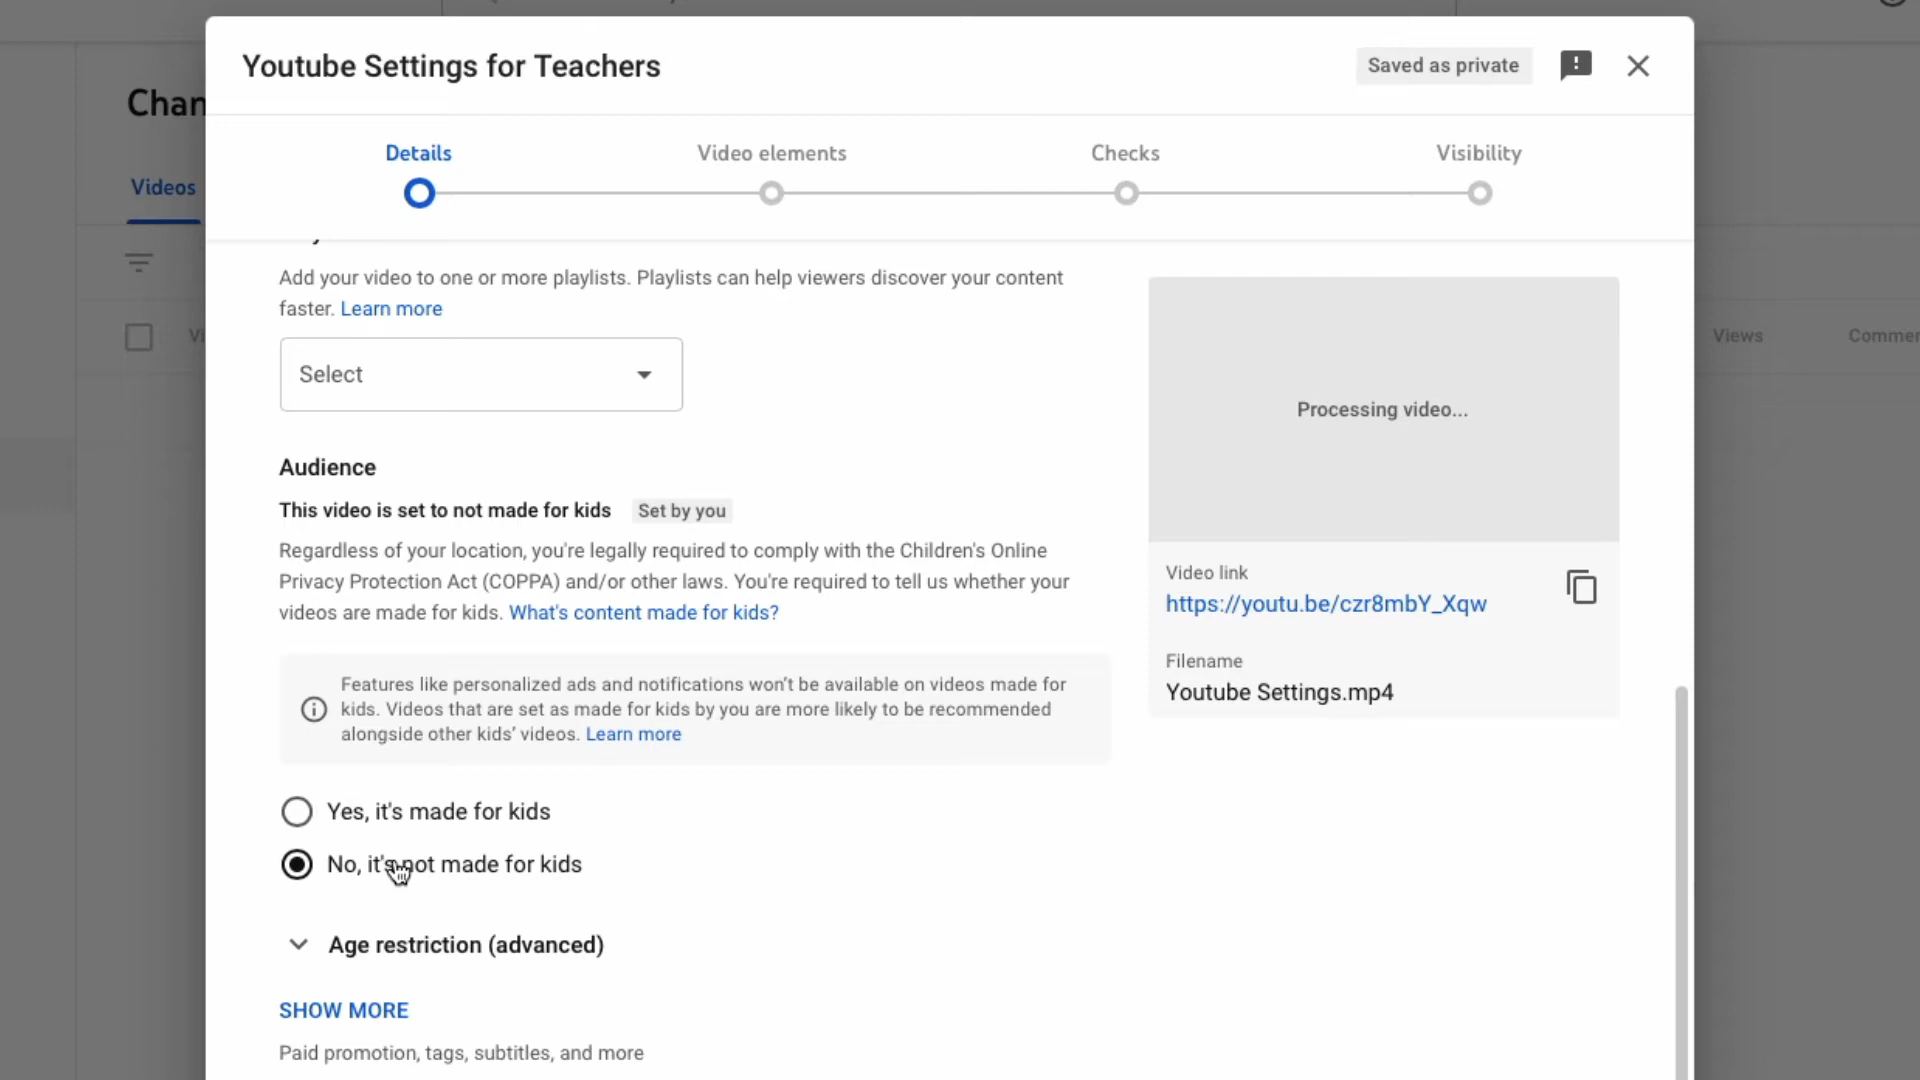 Youtube Settings for Teachers
Saved as private
Chan
Details
Video elements
Checks
Visibility
Videos
Add your video to one or more playlists. Playlists can help viewers discover your content
faster. Learn more
Select
Vi
Views
Commen
Processing video...
Audience
This video is set to not made for kids
Set by you
Regardless of your location, you're legally required to comply with the Children's Online
Privacy Protection Act (COPPA) and/or other laws. You're required to tell us whether your
videos are made for kids. What's content made for kids?
Video link
https://youtu.be/czr8mbY_Xqw
Filename
Youtube Settings.mp4
Features like personalized ads and notifications won't be available on videos made for
kids. Videos that are set as made for kids by you are more likely to be recommended
alongside other kids' videos. Learn more
Yes, it's made for kids
No, it's not made for kids
Age restriction (advanced)
SHOW MORE
Paid promotion, tags, subtitles, and more